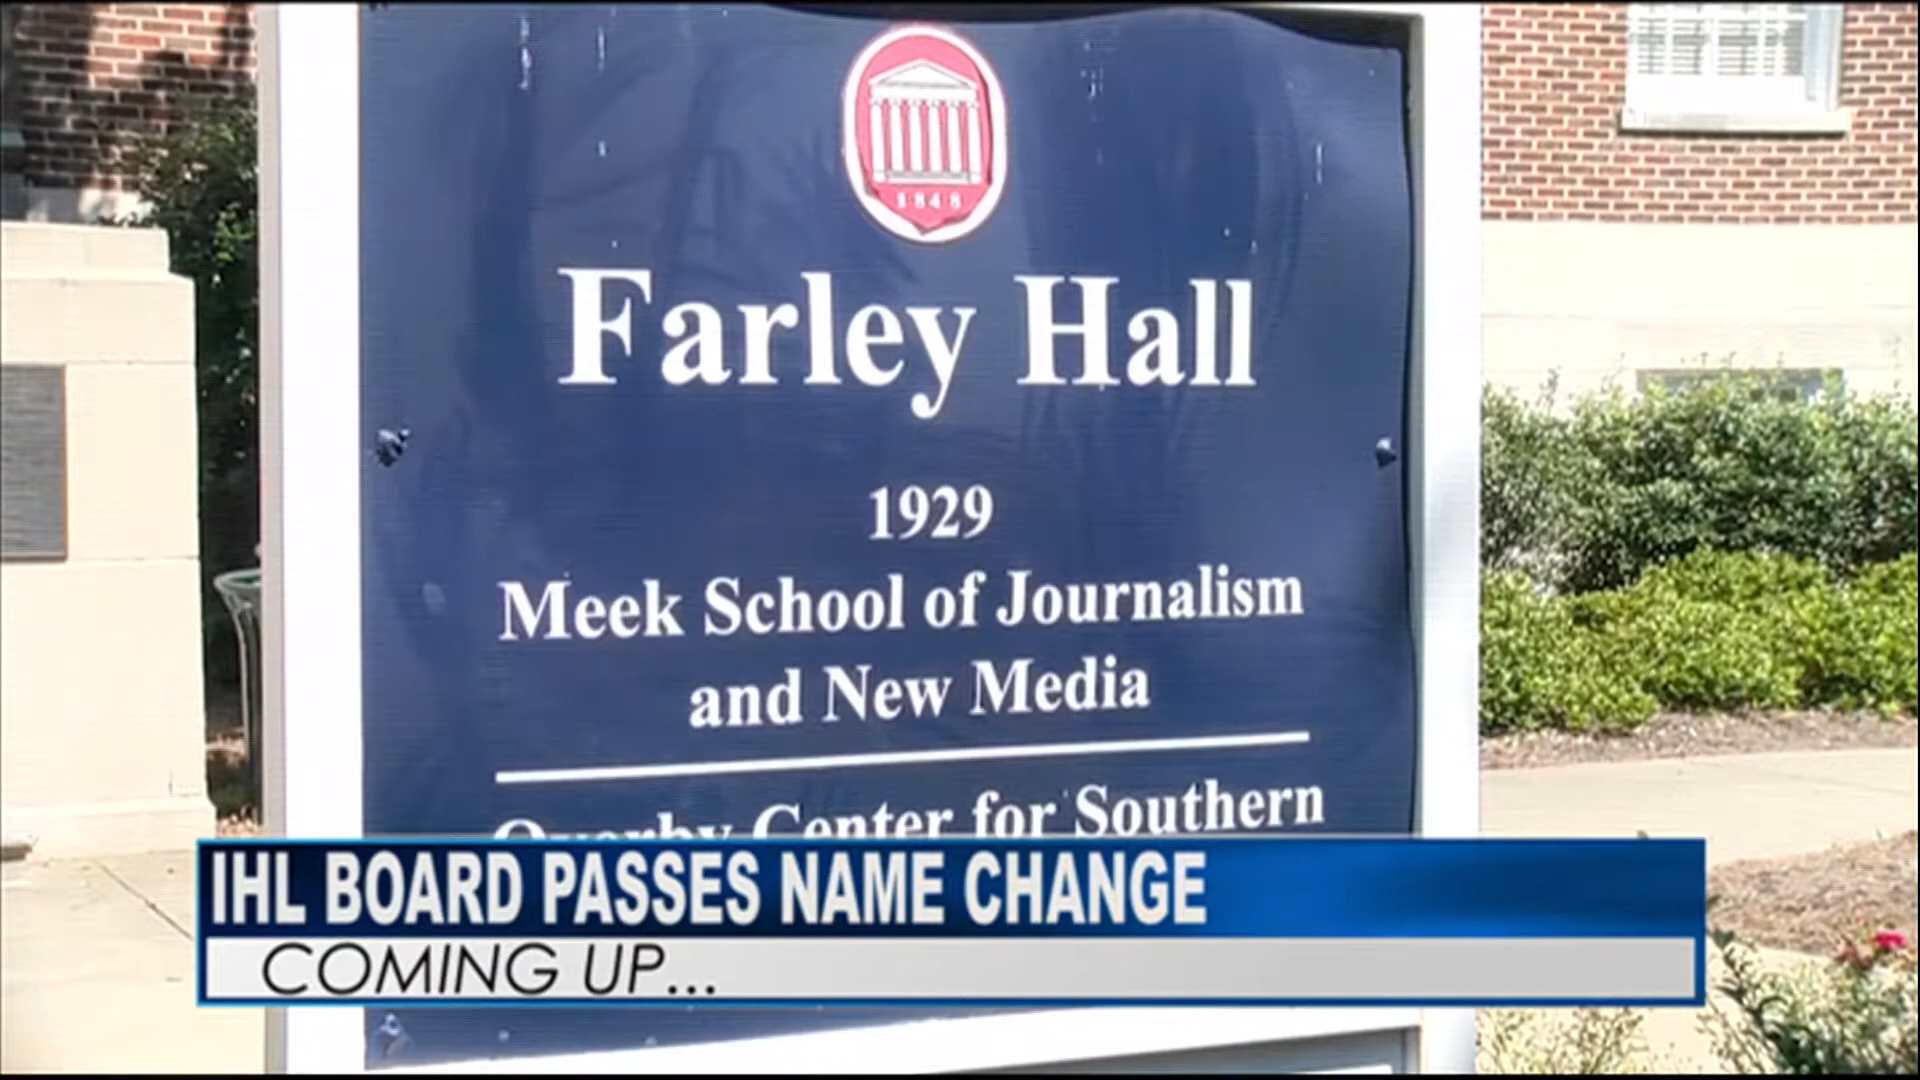 1848
Farley Hall
1929
Meek School of Journalism
and New Media
Overby Center for Southern
IHL BOARD PASSES NAME CHANGE
COMING UP...